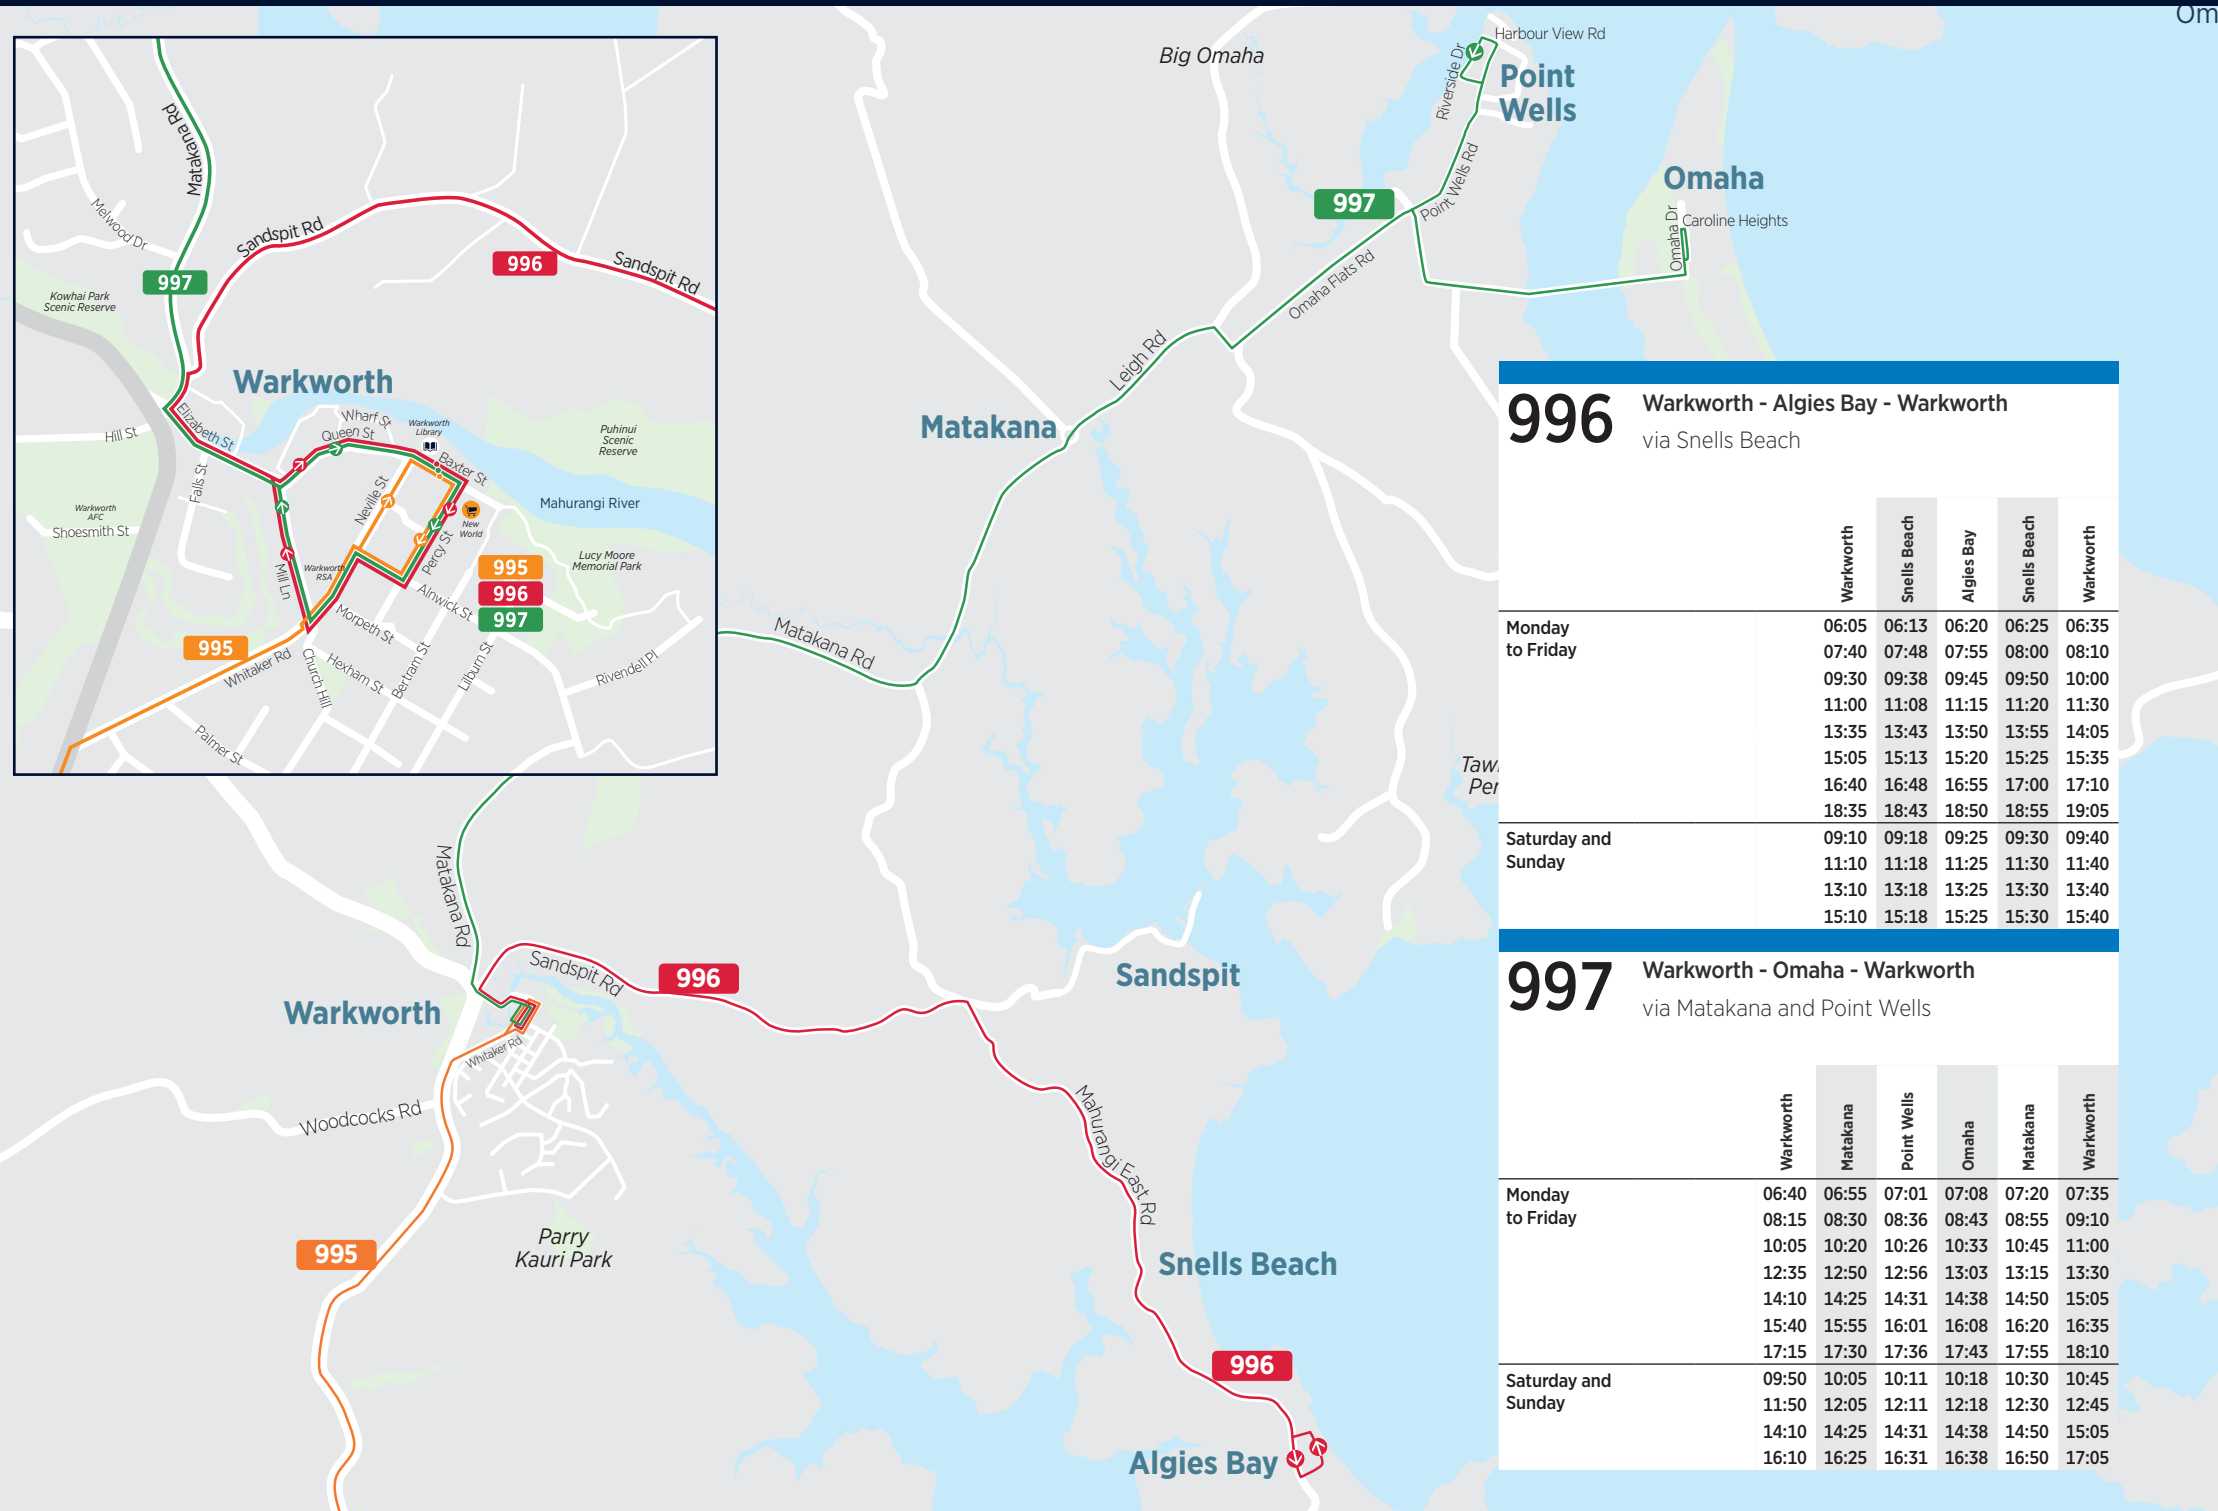 Om
Big Omaha
Harbour View Rd
Riverside Dr
Point
Wells
Point Wells Rd
997
Omaha
Omaha Dr
Caroline Heights
Omaha Flats Rd
Leigh Rd
Matakana
Matakana Rd
Matakana Rd
Melwood Dr
Sandspit Rd
996
Sandspit Rd
997
Kowhai Park
Scenic Reserve
Warkworth
Elizabeth St
Hill St
Wharf St
Queen St
Warkworth
Library
Baxter St
Puhinui
Scenic
Reserve
Falls St
Neville St
Mahurangi River
Warkworth
AFC
Shoesmith St
New
World
Percy St
Lucy Moore
Memorial Park
Mill Ln
Warkworth
RSA
995
996
997
Alnwick St
Morpeth St
995
Whitaker Rd
Church Hill
Hexham St
Bertram St
Lilburn St
Rivendell Pl
Palmer St
Matakana Rd
Sandspit Rd
996
Warkworth
Whitaker Rd
Woodcocks Rd
Sandspit
Mahurangi East Rd
995
Parry
Kauri Park
Snells Beach
996
Algies Bay
Taw
Per
996
Warkworth - Algies Bay - Warkworth
via Snells Beach
Warkworth Snells Beach Algies Bay Snells Beach Warkworth
Monday
to Friday
06:05 06:13 06:20 06:25 06:35
07:40 07:48 07:55 08:00 08:10
09:30 09:38 09:45 09:50 10:00
11:00 11:08 11:15 11:20 11:30
13:35 13:43 13:50 13:55 14:05
15:05 15:13 15:20 15:25 15:35
16:40 16:48 16:55 17:00 17:10
18:35 18:43 18:50 18:55 19:05
Saturday and
Sunday
09:10 09:18 09:25 09:30 09:40
11:10 11:18 11:25 11:30 11:40
13:10 13:18 13:25 13:30 13:40
15:10 15:18 15:25 15:30 15:40
997
Warkworth - Omaha - Warkworth
via Matakana and Point Wells
Warkworth Matakana Point Wells Omaha Matakana Warkworth
Monday
to Friday
06:40 06:55 07:01 07:08 07:20 07:35
08:15 08:30 08:36 08:43 08:55 09:10
10:05 10:20 10:26 10:33 10:45 11:00
12:35 12:50 12:56 13:03 13:15 13:30
14:10 14:25 14:31 14:38 14:50 15:05
15:40 15:55 16:01 16:08 16:20 16:35
17:15 17:30 17:36 17:43 17:55 18:10
Saturday and
Sunday
09:50 10:05 10:11 10:18 10:30 10:45
11:50 12:05 12:11 12:18 12:30 12:45
14:10 14:25 14:31 14:38 14:50 15:05
16:10 16:25 16:31 16:38 16:50 17:05